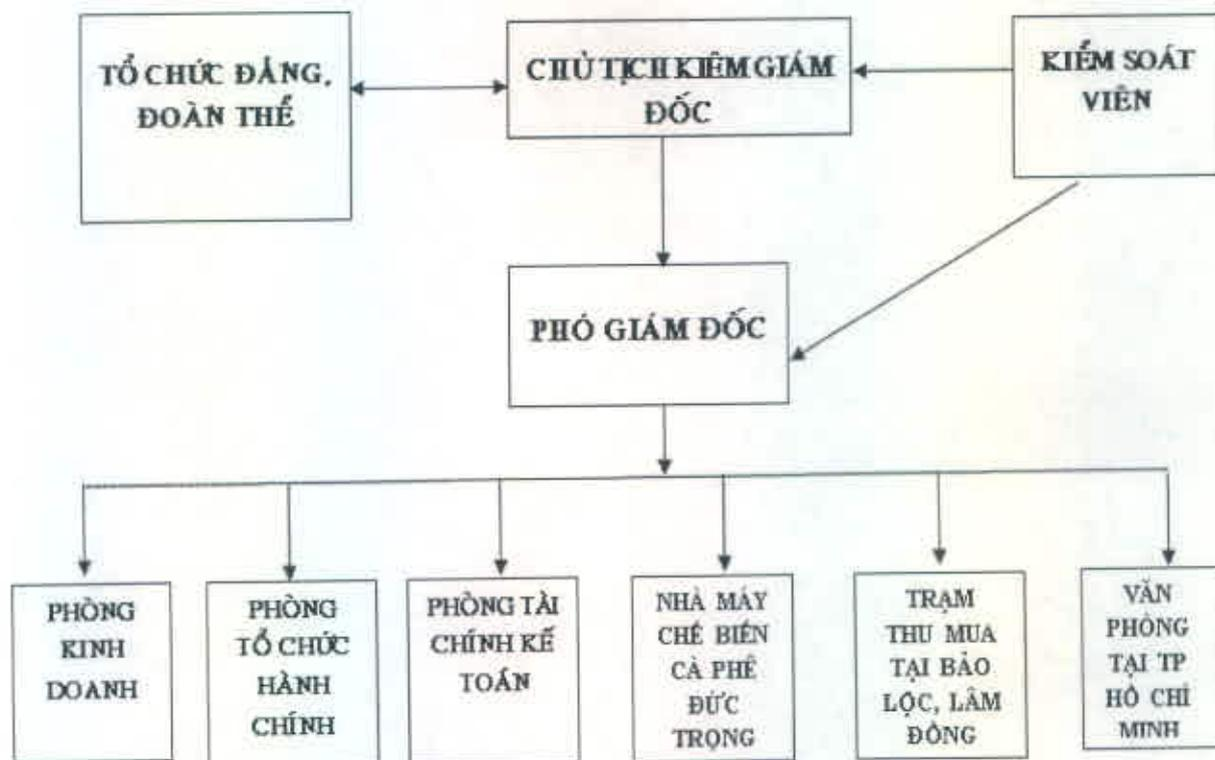 TỔ CHỨC ĐẢNG,
ĐOÀN THỂ
CHỦ TỊCH KIÊM GIÁM
ĐỐC
KIỂM SOÁT
VIÊN
PHÓ GIÁM ĐỐC
PHÒNG
KINH
DOANH
PHÒNG
TỔ CHỨC
HÀNH
CHÍNH
PHÒNG TÀI
CHÍNH KẾ
TOÁN
NHÀ MÁY
CHẾ BIẾN
CÀ PHÊ
ĐỨC
TRỌNG
TRẠM
THU MUA
TẠI BẢO
LỘC, LÂM
ĐỒNG
VĂN
PHÒNG
TẠI TP
HỒ CHÍ
MINH